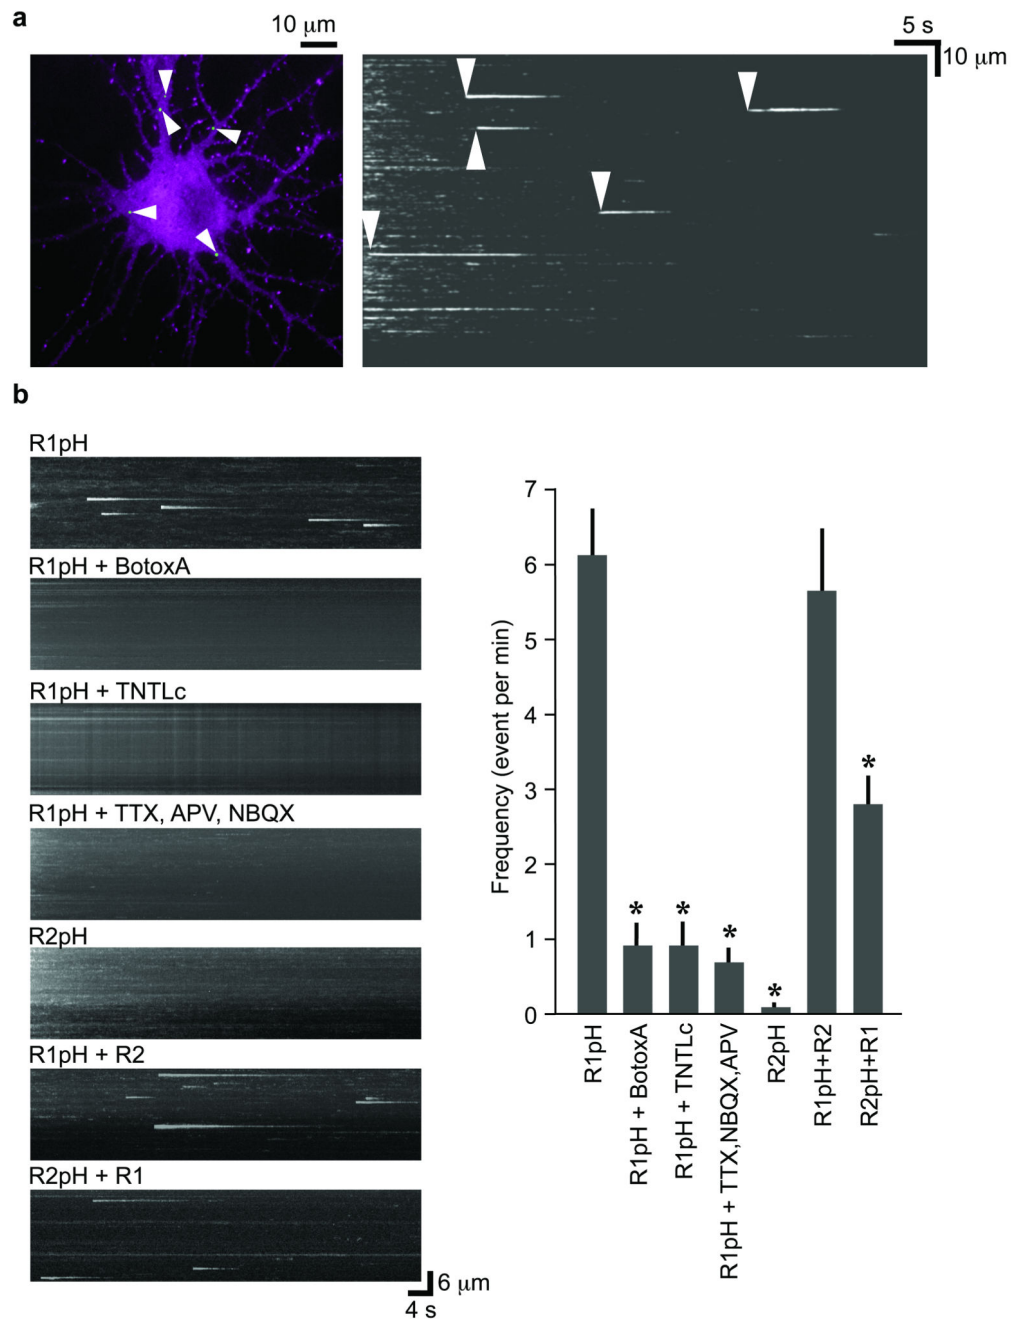 a
10 μm
5 s
10 μm
b
R1pH
R1pH + BotoxA
R1pH + TNTLc
R1pH + TTX, APV, NBQX
R2pH
R1pH + R2
R2pH + R1
6 μm
4 s
Frequency (event per min)
7
6
5
4
3
2
1
0
*
*
*
*
*
R1pH
R1pH + BotoxA
R1pH + TNTLc
R1pH + TTX,NBQX,APV
R2pH
R1pH+R2
R2pH+R1